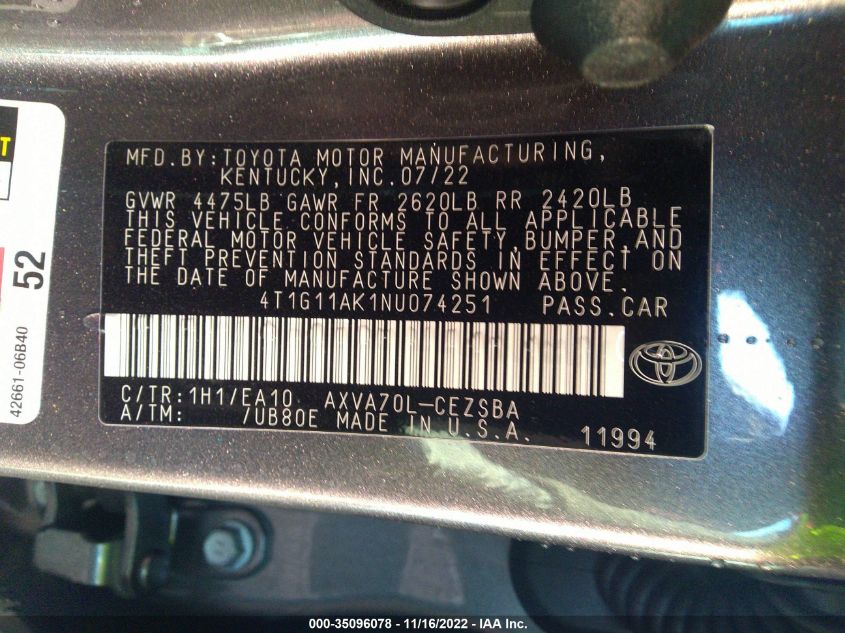 MFD.BY:TOYOTA MOTOR MANUFACTURING,
KENTUCKY,INC.07/22
GVWR 4475LB GAWR FR 2620LB RR 2420LB
THIS VEHICLE CONFORMS TO ALL APPLICABLE
FEDERAL MOTOR VEHICLE SAFETY,BUMPER,AND
THEFT PREVENTION STANDARDS IN EFFECT ON
THE DATE OF MANUFACTURE SHOWN ABOVE.
4T1G11AK1NU074251 PASS.CAR
C/TR:1H1/EA10 AXVA70L-CEZSBA
A/TM: /UB80E MADE IN U.S.A.
11994
52
42661-06B40
000-35096078 - 11/16/2022 - IAA Inc.